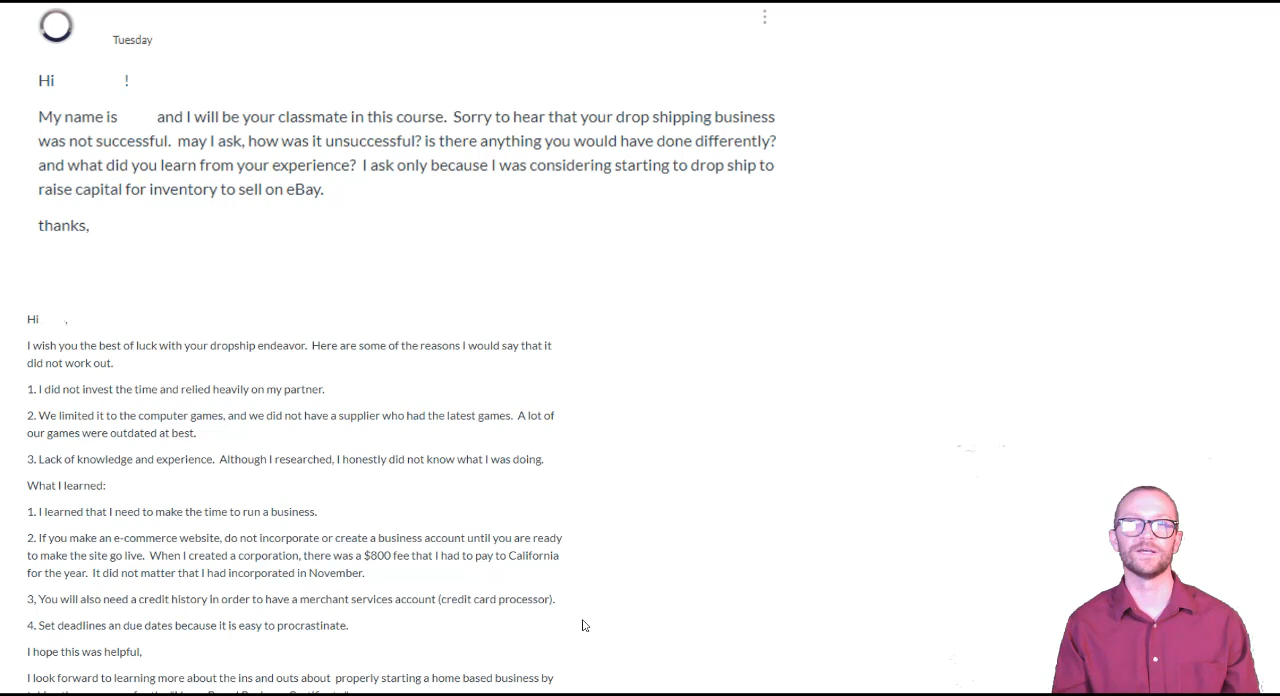 Tuesday
Hi !
My name is and I will be your classmate in this course. Sorry to hear that your drop shipping business
was not successful. may I ask, how was it unsuccessful? is there anything you would have done differently?
and what did you learn from your experience? I ask only because I was considering starting to drop ship to
raise capital for inventory to sell on eBay.
thanks,
Hi ,
I wish you the best of luck with your dropship endeavor. Here are some of the reasons I would say that it
did not work out.
1. I did not invest the time and relied heavily on my partner.
2. We limited it to the computer games, and we did not have a supplier who had the latest games. A lot of
our games were outdated at best.
3. Lack of knowledge and experience. Although I researched, I honestly did not know what I was doing.
What I learned:
1. I learned that I need to make the time to run a business.
2. If you make an e-commerce website, do not incorporate or create a business account until you are ready
to make the site go live. When I created a corporation, there was a $800 fee that I had to pay to California
for the year. It did not matter that I had incorporated in November.
3, You will also need a credit history in order to have a merchant services account (credit card processor).
4. Set deadlines an due dates because it is easy to procrastinate.
I hope this was helpful,
I look forward to learning more about the ins and outs about properly starting a home based business by